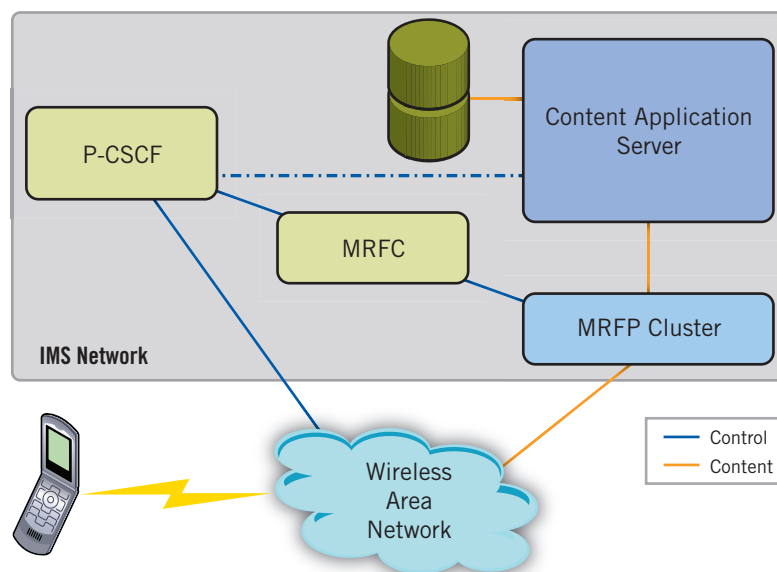 P-CSCF
Content Application
Server
MRFC
MRFP Cluster
IMS Network
Wireless
Area
Network
Control
Content